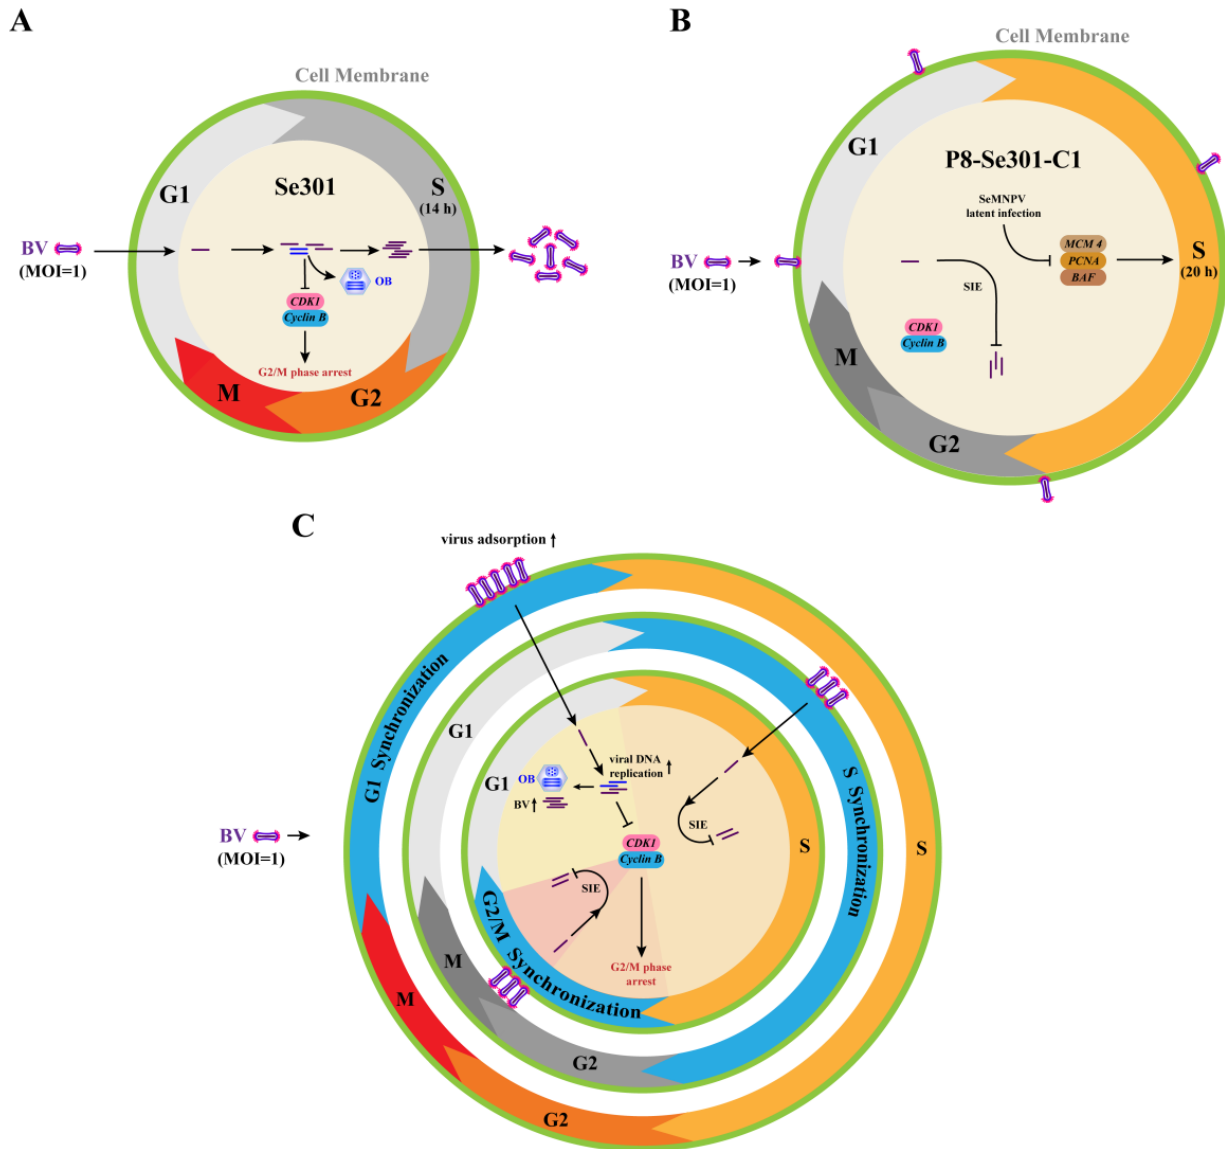 A
Cell Membrane
G1
Se301
S
(14 h)
BV
(MOI=1)
OB
CDK1
Cyclin B
G2/M phase arrest
M
G2
B
Cell Membrane
G1
P8-Se301-C1
SeMNPV
latent infection
MCM 4
PCNA
BAF
S
(20 h)
BV
(MOI=1)
SIE
CDK1
Cyclin B
M
G2
C
virus adsorption
G1 Synchronization
G1
G1
viral DNA
replication
OB
BV
SIE
CDK1
Cyclin B
S
S Synchronization
S
BV
(MOI=1)
SIE
G2/M Synchronization
G2/M phase
arrest
M
M
G2
G2